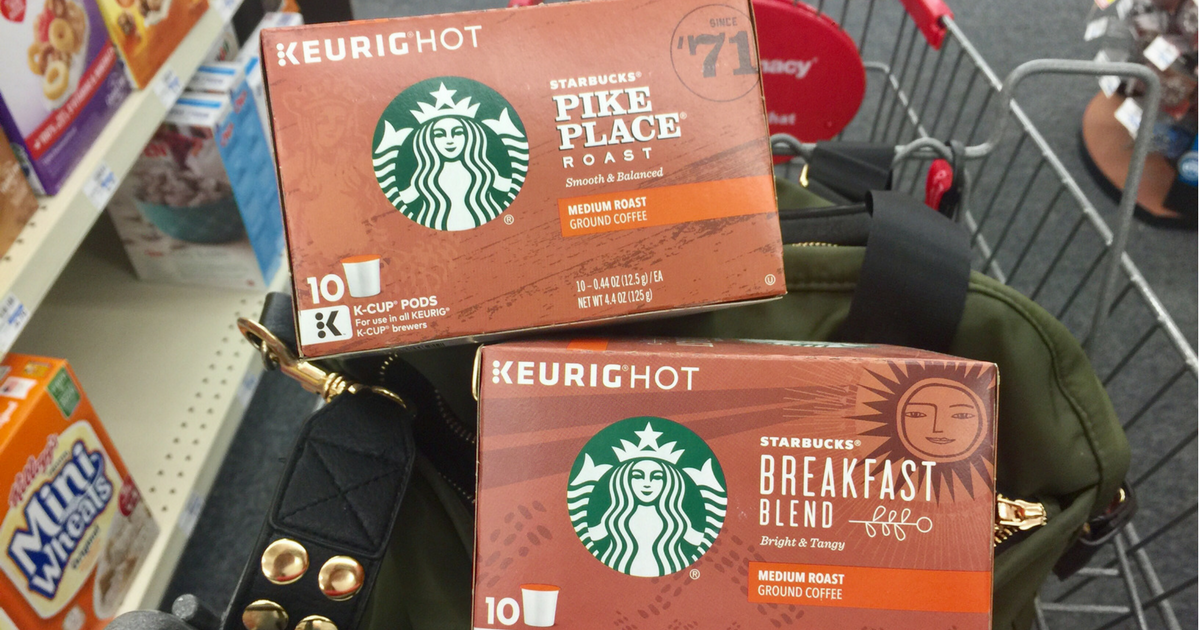 KEURIG® HOT
SINCE
'71
STARBUCKS®
PIKE
PLACE®
ROAST
Smooth & Balanced
MEDIUM ROAST
GROUND COFFEE
10
K-CUP® PODS
For use in all KEURIG®
K-CUP® brewers
10 – 0.44 OZ (12.5 g) / EA
NET WT 4.4 OZ (125 g)
®
KEURIG® HOT
STARBUCKS®
BREAKFAST
BLEND
Bright & Tangy
MEDIUM ROAST
GROUND COFFEE
10
®
Kellogg's
Mini
Wheats
Original
macy®